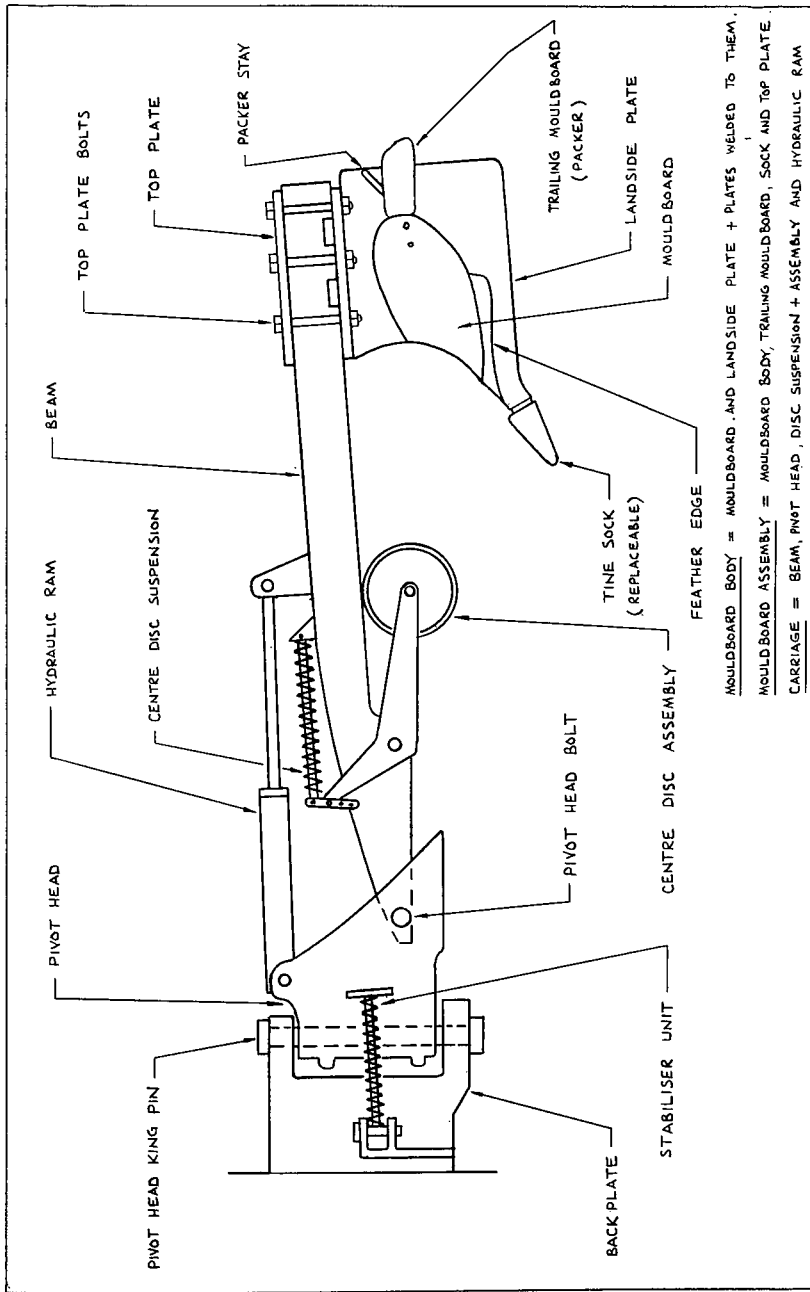 PIVOT HEAD KING PIN
PIVOT HEAD
HYDRAULIC RAM
CENTRE DISC SUSPENSION
BEAM
TOP PLATE BOLTS
TOP PLATE
PACKER STAY
TRAILING MOULDBOARD
(PACKER)
LANDSIDE PLATE
MOULDBOARD
FEATHER EDGE
TINE SOCK
(REPLACEABLE)
CENTRE DISC ASSEMBLY
PIVOT HEAD BOLT
STABILISER UNIT
BACK PLATE
MOULDBOARD BODY = MOULDBOARD. AND LANDSIDE PLATE + PLATES WELDED TO THEM.
MOULDBOARD ASSEMBLY = MOULDBOARD BODY, TRAILING MOULDBOARD, SOCK AND TOP PLATE.
CARRIAGE = BEAM, PIVOT HEAD, DISC SUSPENSION + ASSEMBLY AND HYDRAULIC RAM